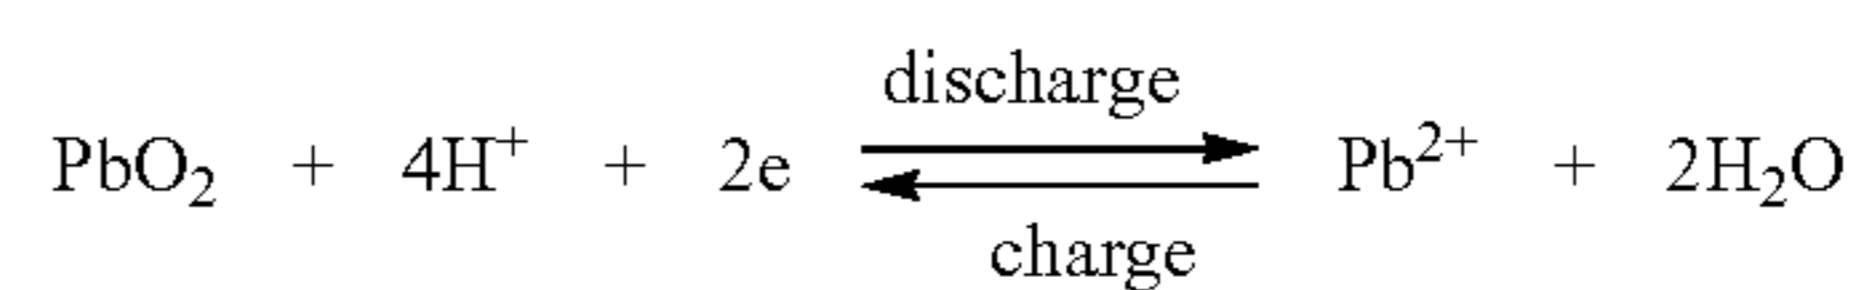 discharge
PbO₂ + 4H⁺ + 2e ⇌ Pb²⁺ + 2H₂O
charge